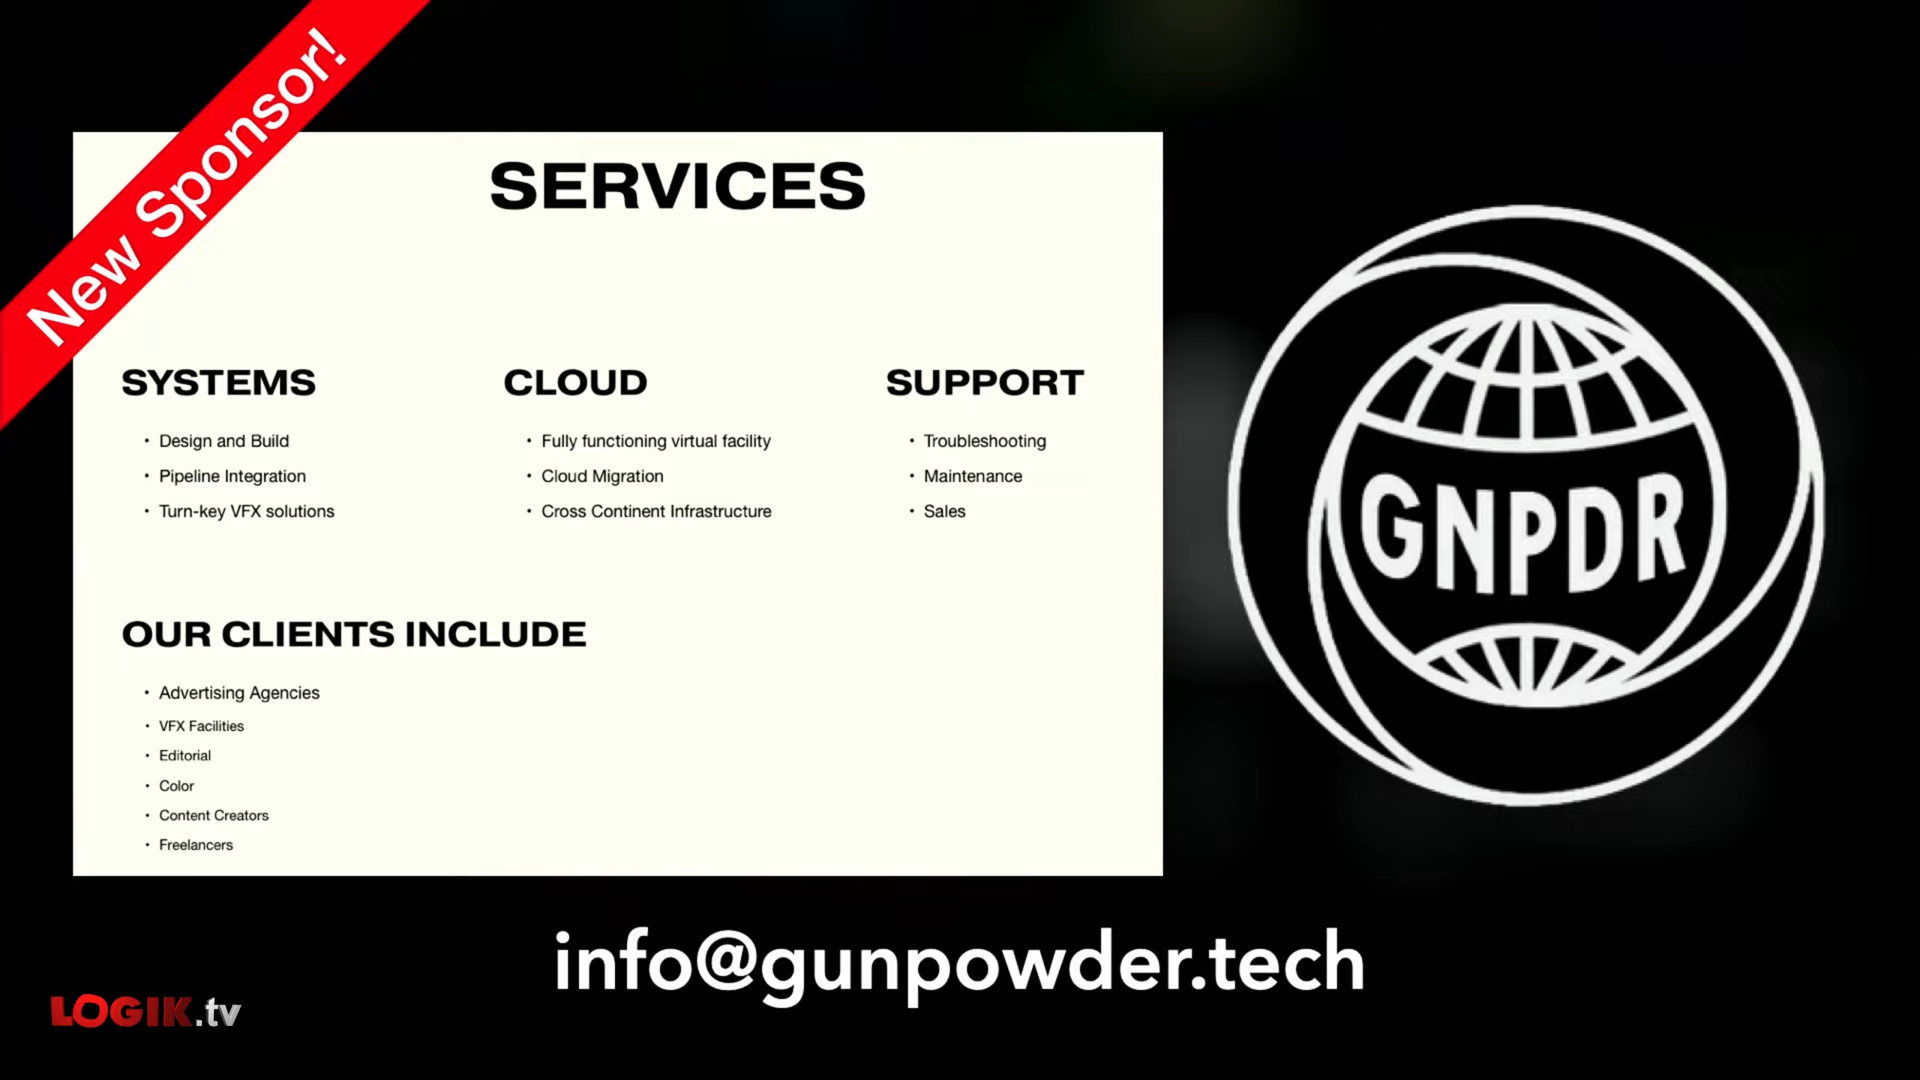 New Sponsor!
SERVICES
SYSTEMS
• Design and Build
• Pipeline Integration
• Turn-key VFX solutions
CLOUD
• Fully functioning virtual facility
• Cloud Migration
• Cross Continent Infrastructure
SUPPORT
• Troubleshooting
• Maintenance
• Sales
OUR CLIENTS INCLUDE
• Advertising Agencies
• VFX Facilities
• Editorial
• Color
• Content Creators
• Freelancers
GNPDR
info@gunpowder.tech
LOGIK.tv